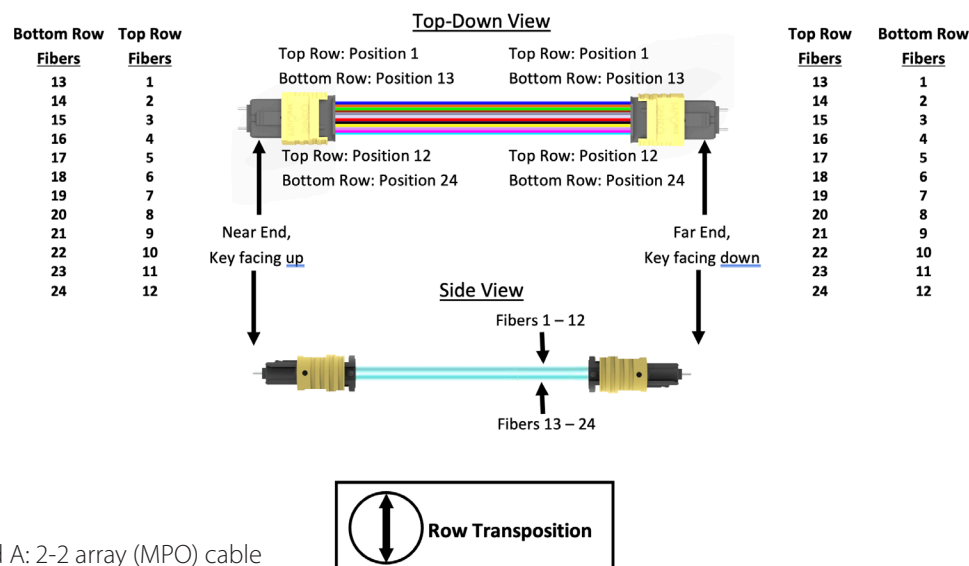 Top-Down View
Bottom Row Top Row
Fibers Fibers
13 1
14 2
15 3
16 4
17 5
18 6
19 7
20 8
21 9
22 10
23 11
24 12
Top Row: Position 1
Bottom Row: Position 13
Top Row: Position 1
Bottom Row: Position 13
Top Row: Position 12
Bottom Row: Position 24
Top Row: Position 12
Bottom Row: Position 24
Near End,
Key facing up
Far End,
Key facing down
Top Row Bottom Row
Fibers Fibers
13 1
14 2
15 3
16 4
17 5
18 6
19 7
20 8
21 9
22 10
23 11
24 12
Side View
Fibers 1 – 12
Fibers 13 – 24
Row Transposition
A: 2-2 array (MPO) cable